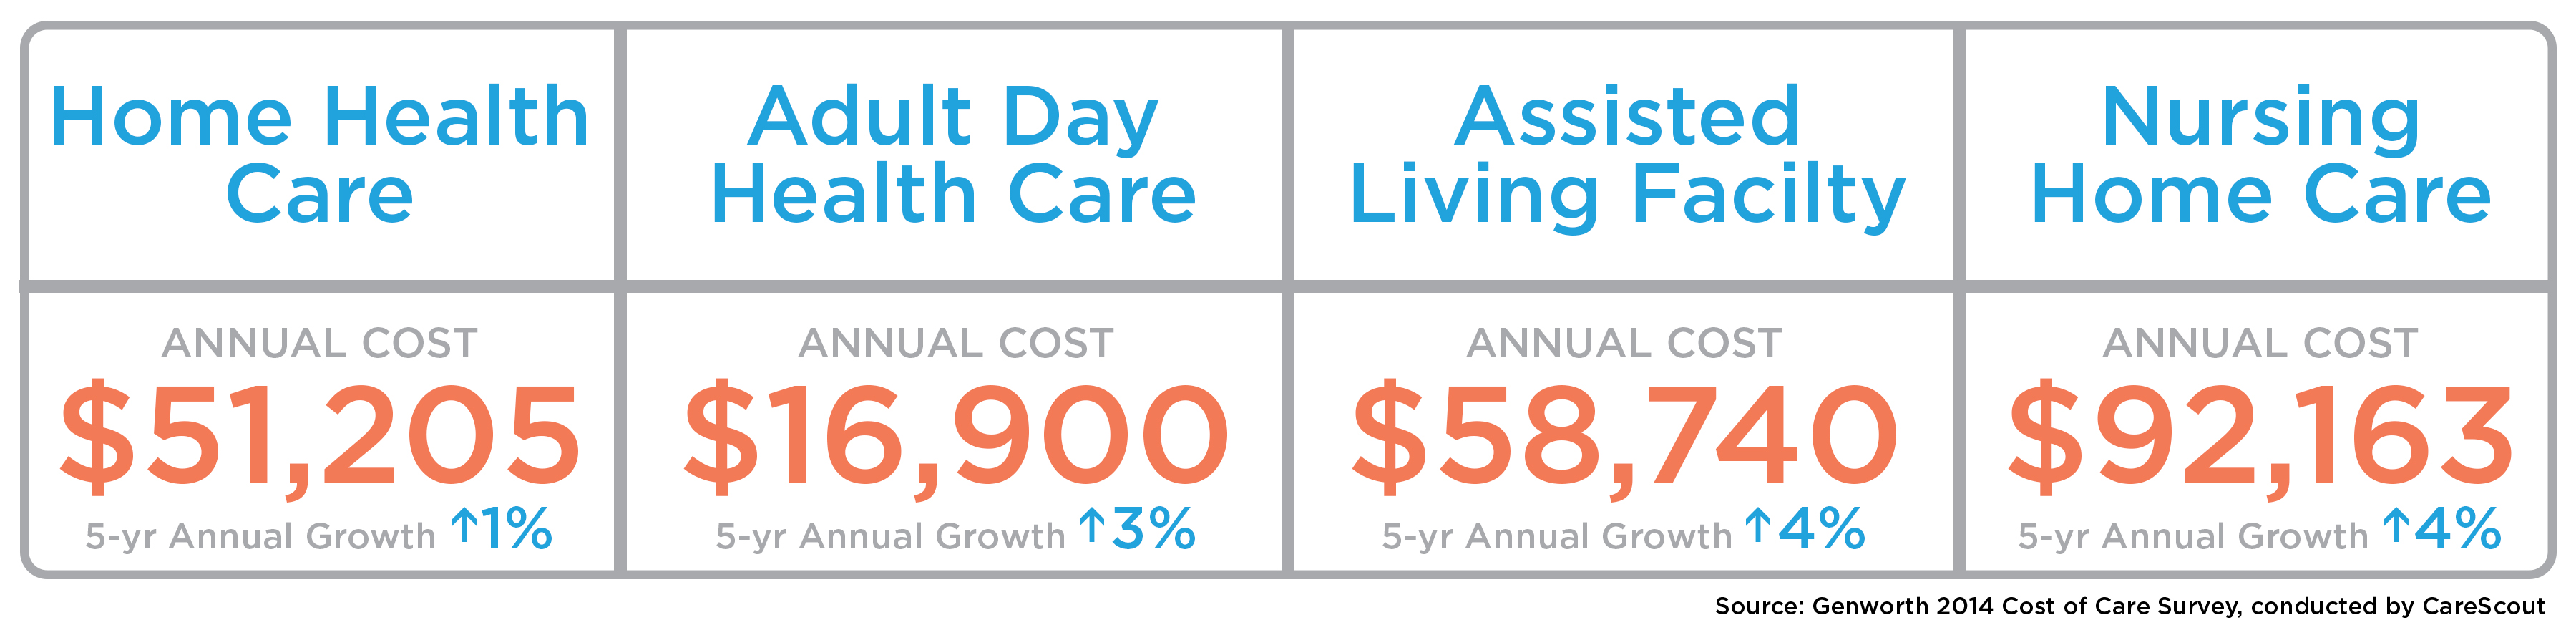 Home Health
Care
Adult Day
Health Care
Assisted
Living Facilty
Nursing
Home Care
ANNUAL COST
$51,205
5-yr Annual Growth ↑1%
ANNUAL COST
$16,900
5-yr Annual Growth ↑3%
ANNUAL COST
$58,740
5-yr Annual Growth ↑4%
ANNUAL COST
$92,163
5-yr Annual Growth ↑4%
Source: Genworth 2014 Cost of Care Survey, conducted by CareScout